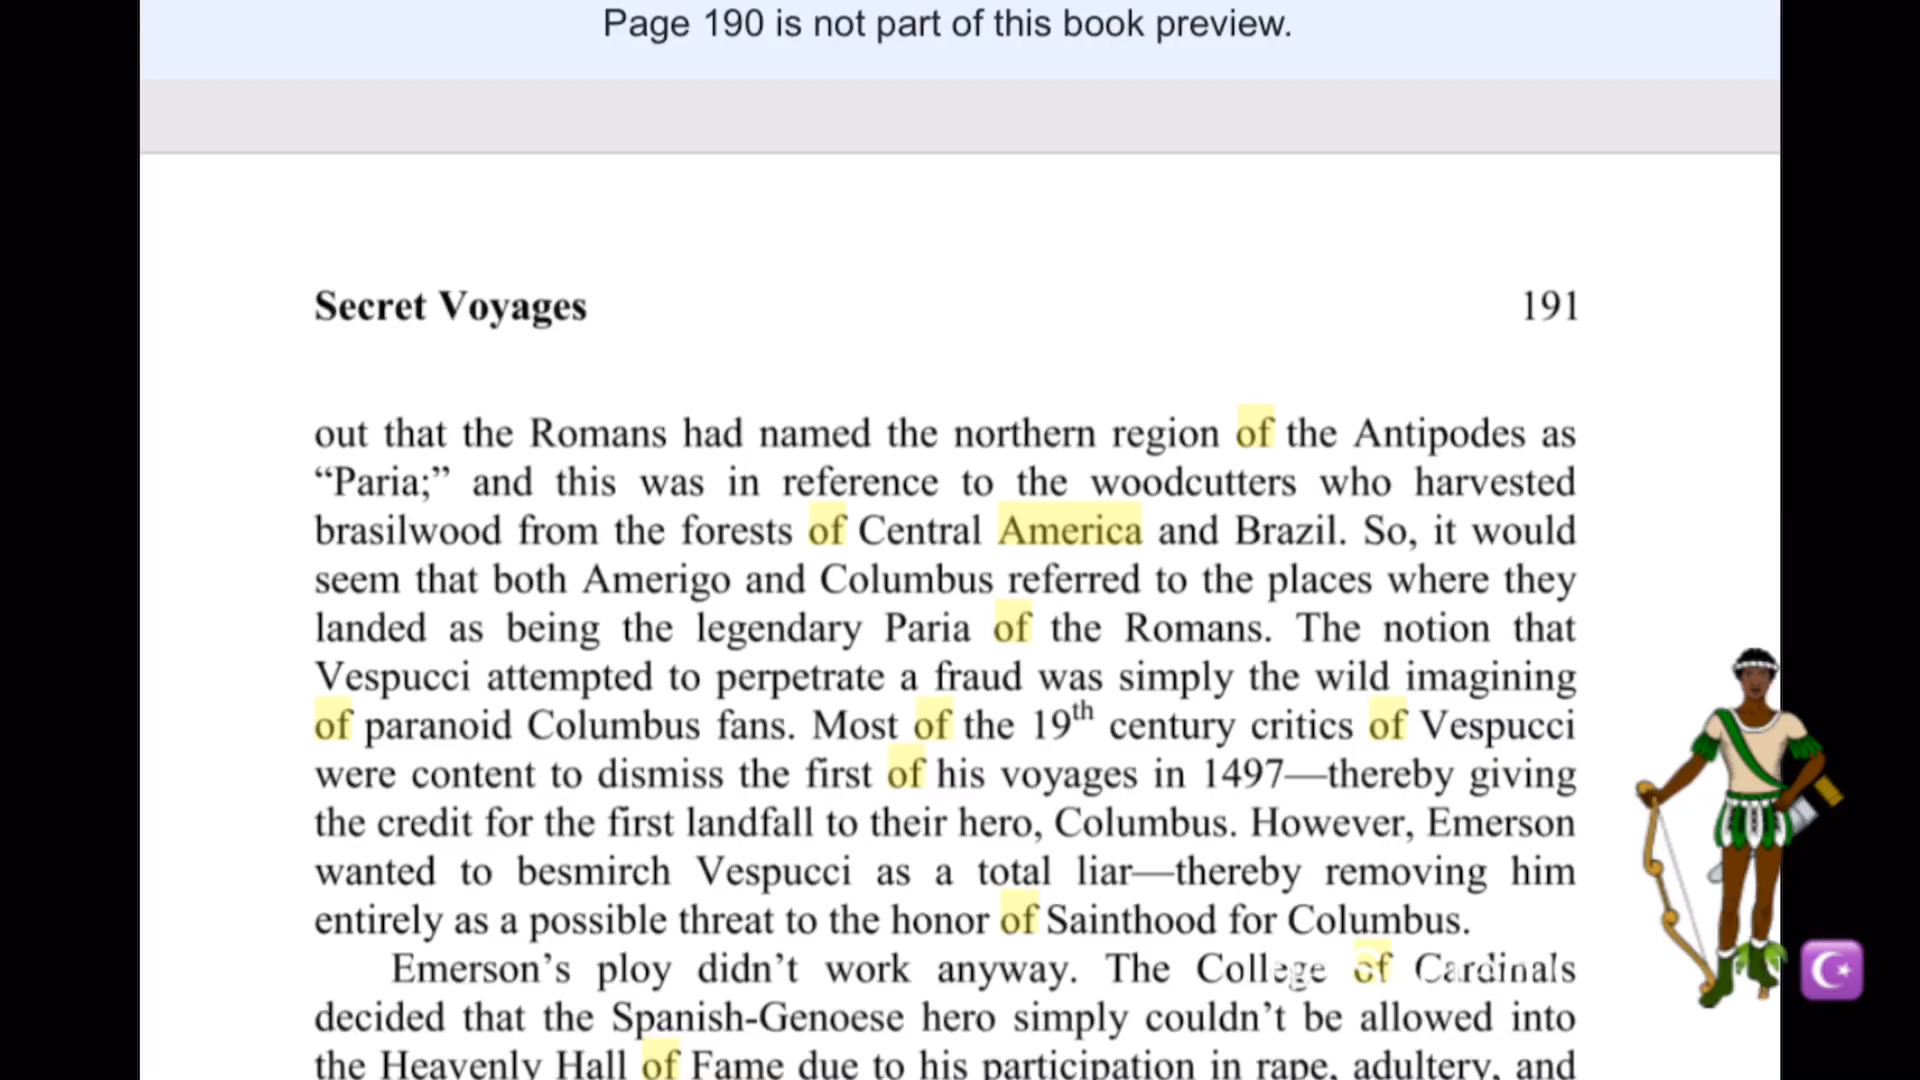 Page 190 is not part of this book preview.
Secret Voyages 191
out that the Romans had named the northern region of the Antipodes as
“Paria;” and this was in reference to the woodcutters who harvested
brasilwood from the forests of Central America and Brazil. So, it would
seem that both Amerigo and Columbus referred to the places where they
landed as being the legendary Paria of the Romans. The notion that
Vespucci attempted to perpetrate a fraud was simply the wild imagining
of paranoid Columbus fans. Most of the 19th century critics of Vespucci
were content to dismiss the first of his voyages in 1497—thereby giving
the credit for the first landfall to their hero, Columbus. However, Emerson
wanted to besmirch Vespucci as a total liar—thereby removing him
entirely as a possible threat to the honor of Sainthood for Columbus.
Emerson’s ploy didn’t work anyway. The College of Cardinals
decided that the Spanish-Genoese hero simply couldn’t be allowed into
the Heavenly Hall of Fame due to his participation in rape, adultery, and